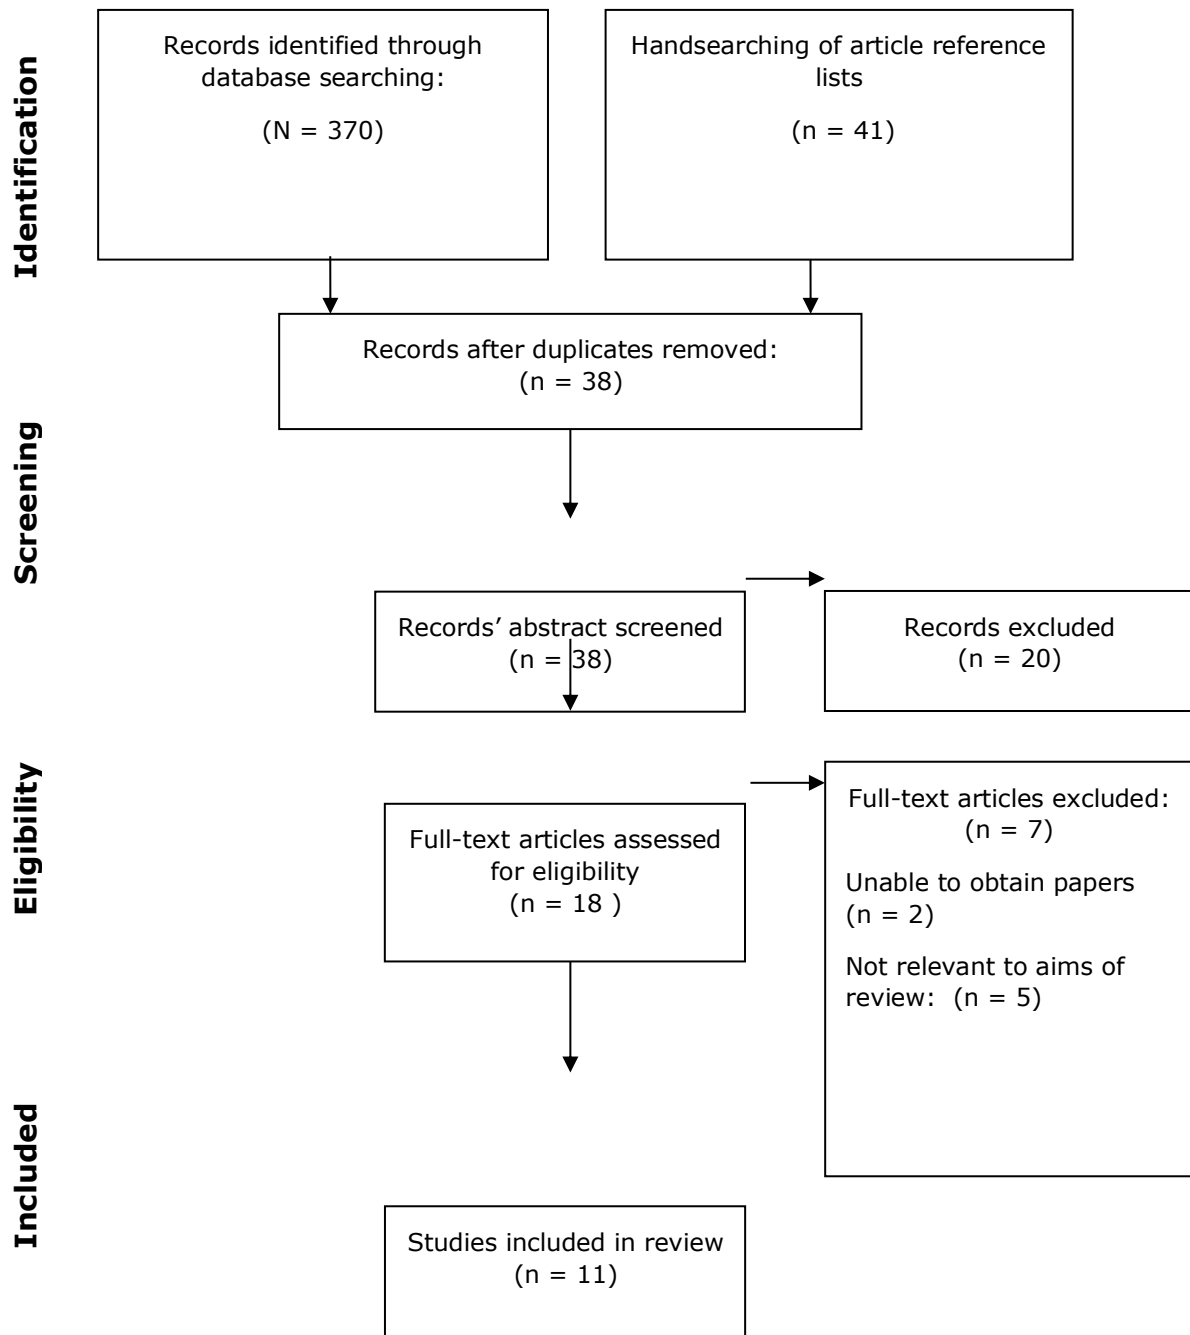 Identification
Records identified through
database searching:
(N = 370)
Handsearching of article reference
lists
(n = 41)
Records after duplicates removed:
(n = 38)
Screening
Records’ abstract screened
(n = 38)
Records excluded
(n = 20)
Eligibility
Full-text articles assessed
for eligibility
(n = 18 )
Full-text articles excluded:
(n = 7)
Unable to obtain papers
(n = 2)
Not relevant to aims of
review:  (n = 5)
Included
Studies included in review
(n = 11)